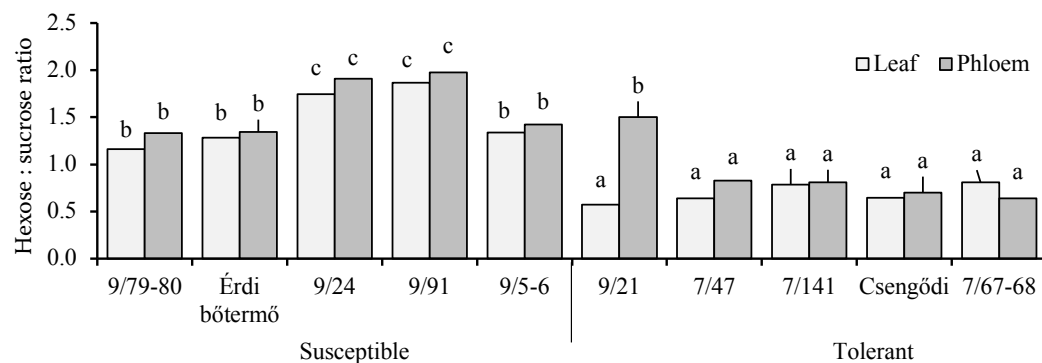 Hexose : sucrose ratio
2.5
2.0
1.5
1.0
0.5
0.0
Leaf Phloem
b b b b c c c c b b a b a a a a a a a a
9/79-80 Érdi bőtermő 9/24 9/91 9/5-6 9/21 7/47 7/141 Csengődi 7/67-68
Susceptible Tolerant